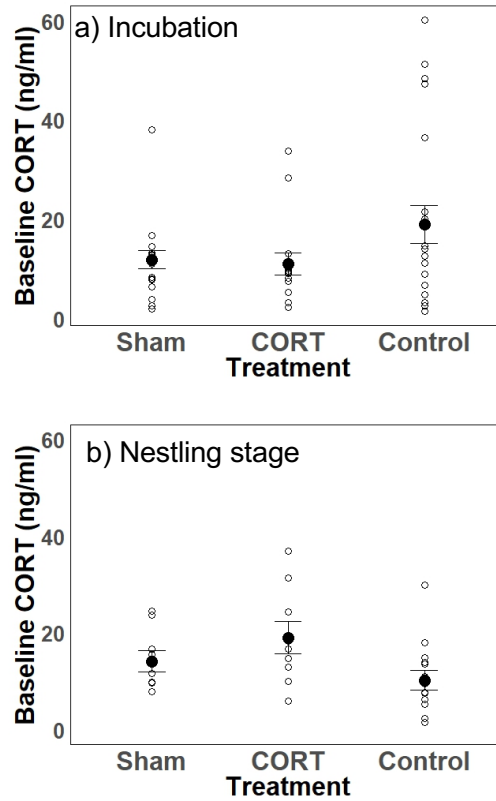 a) Incubation
Baseline CORT (ng/ml)
60
40
20
0
Sham CORT Control
Treatment
b) Nestling stage
Baseline CORT (ng/ml)
60
40
20
0
Sham CORT Control
Treatment